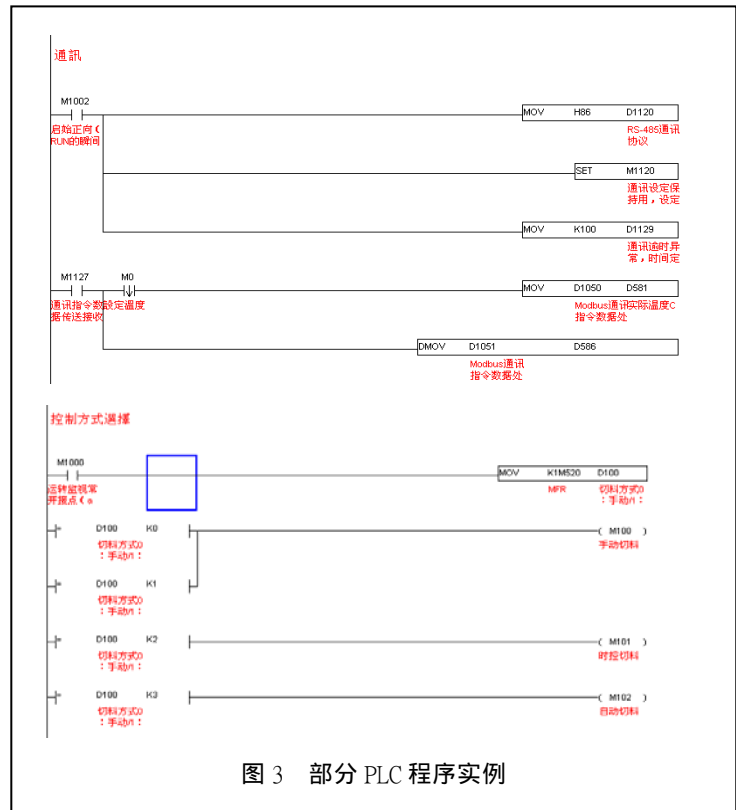 通訊
M1002
启始正向(
RUN的瞬间
MOV H86 D1120
RS-485通讯
协议
SET M1120
通讯设定保
持用，设定
MOV K100 D1129
通讯逾时异
常，时间定
M1127 M0
通讯指令数设定温度
据传送接收
MOV D1050 D581
Modbus通讯实际温度C
指令数据处
DMOV D1051 D586
Modbus通讯
指令数据处
控制方式選擇
M1000
运转监视常
开接点(a
MOV K1M520 D100
MFR 切料方式0
：手动/1：
= D100 K0
切料方式0
：手动/1：
( M100 )
手动切料
= D100 K1
切料方式0
：手动/1：
= D100 K2
切料方式0
：手动/1：
( M101 )
时控切料
= D100 K3
切料方式0
：手动/1：
( M102 )
自动切料
图 3 部分 PLC 程序实例